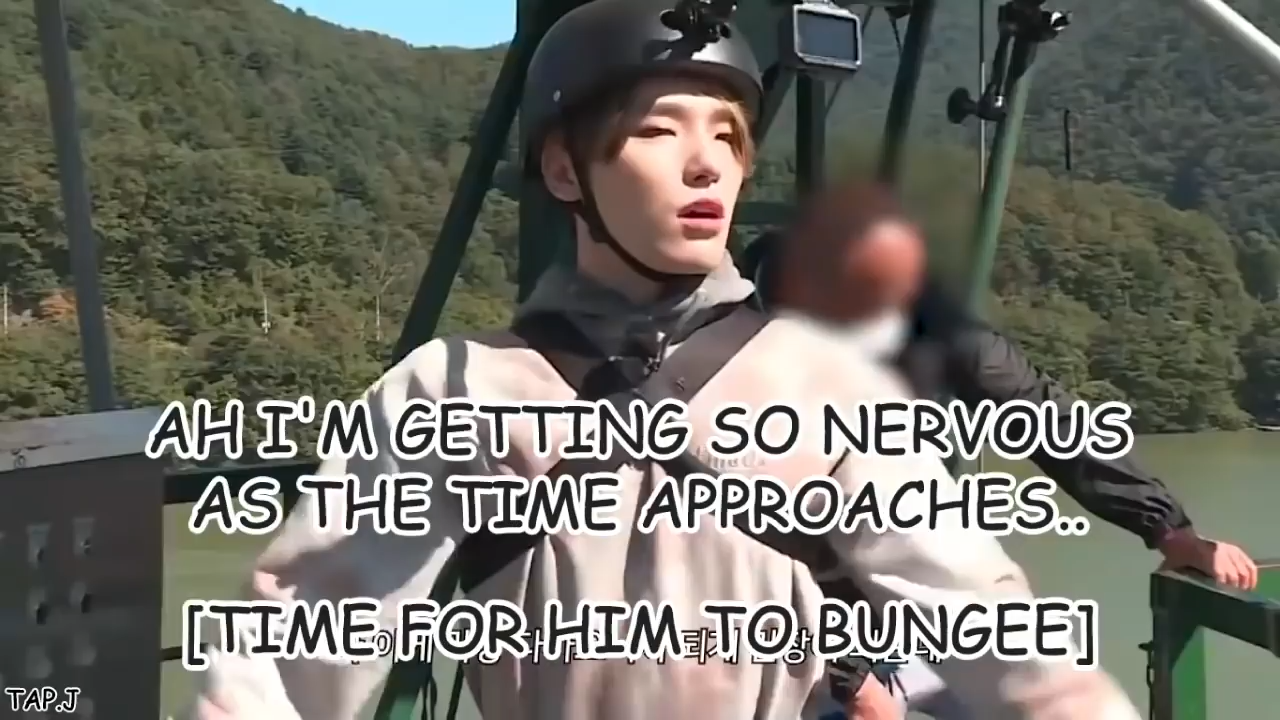 AH I'M GETTING SO NERVOUS
AS THE TIME APPROACHES..
[TIME FOR HIM TO BUNGEE]
TAP.J